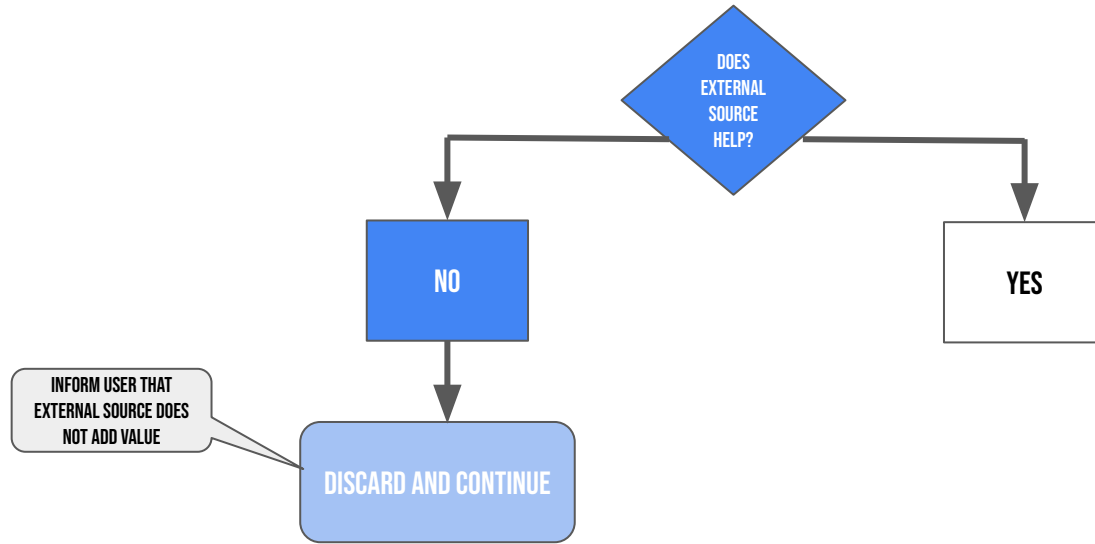 DOES
EXTERNAL
SOURCE
HELP?
NO
YES
INFORM USER THAT
EXTERNAL SOURCE DOES
NOT ADD VALUE
DISCARD AND CONTINUE